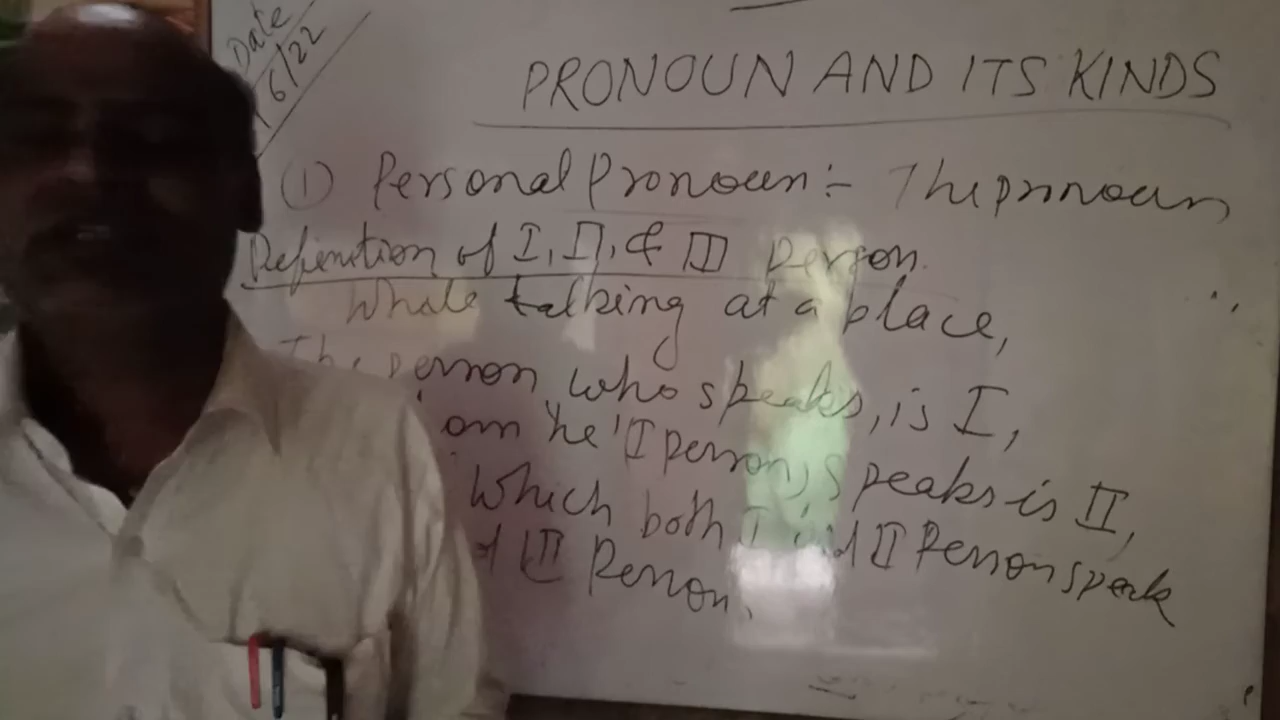 Date
6/22
PRONOUN AND ITS KINDS
(1) Personal Pronoun :- The pronoun
Definition of I, II, & III Person.
While talking at a place,
The person, who speaks, is I,
om he (I person) speaks is II,
which both I and II Person speak
III Person.